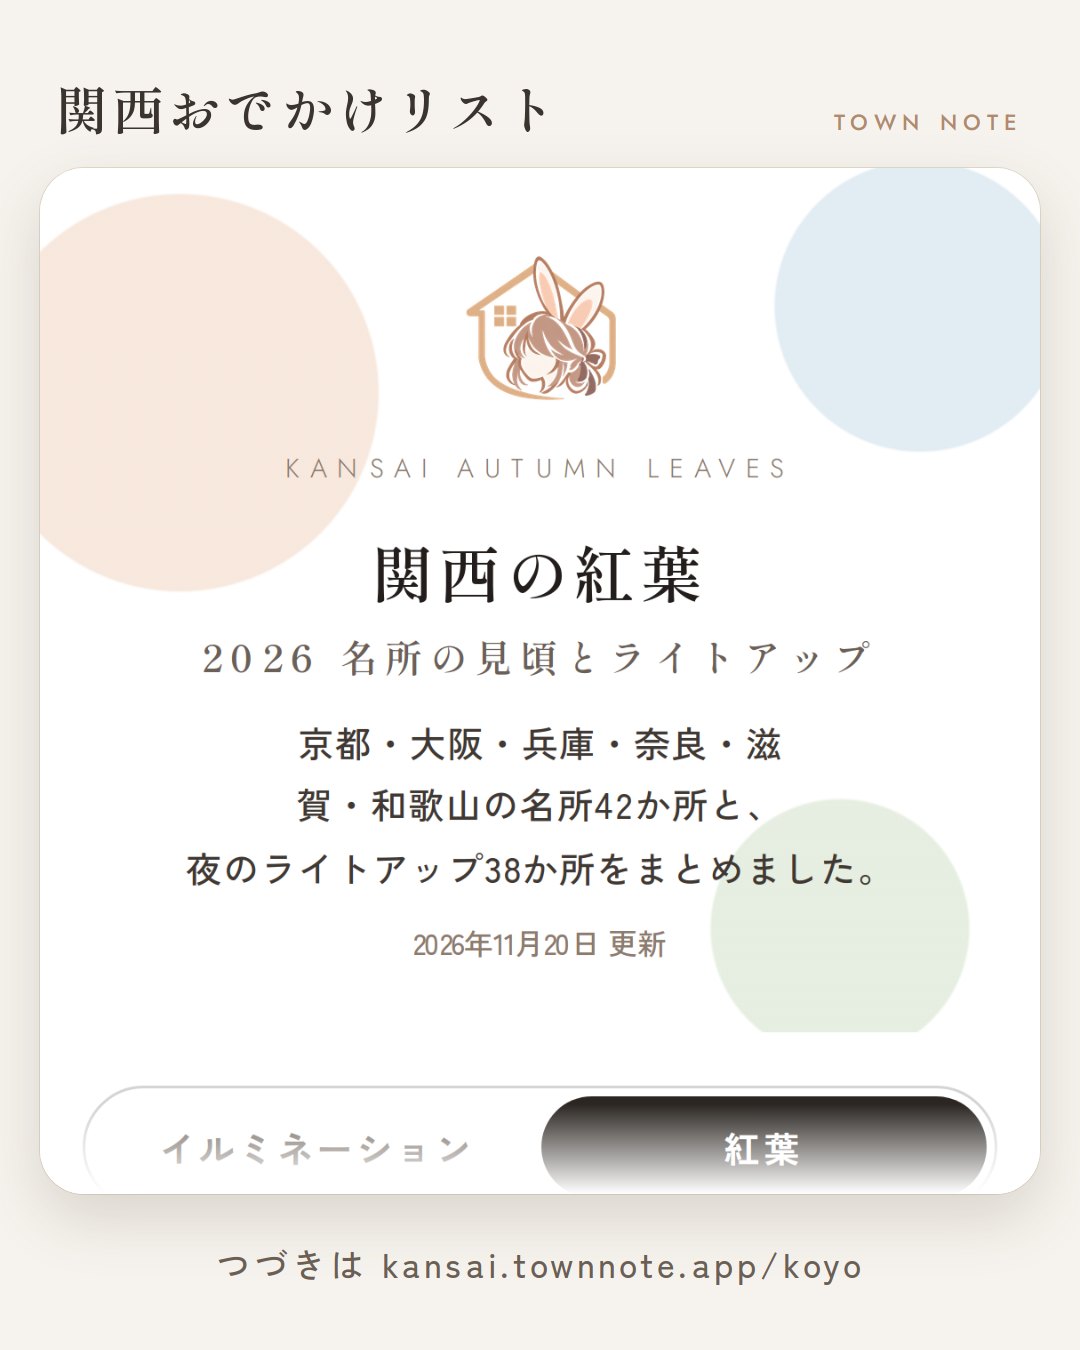 関西おでかけリスト
TOWN NOTE
KANSAI AUTUMN LEAVES
関西の紅葉
2026 名所の見頃とライトアップ
京都・大阪・兵庫・奈良・滋
賀・和歌山の名所42か所と、
夜のライトアップ38か所をまとめました。
2026年11月20日 更新
イルミネーション
紅葉
つづきは kansai.townnote.app/koyo